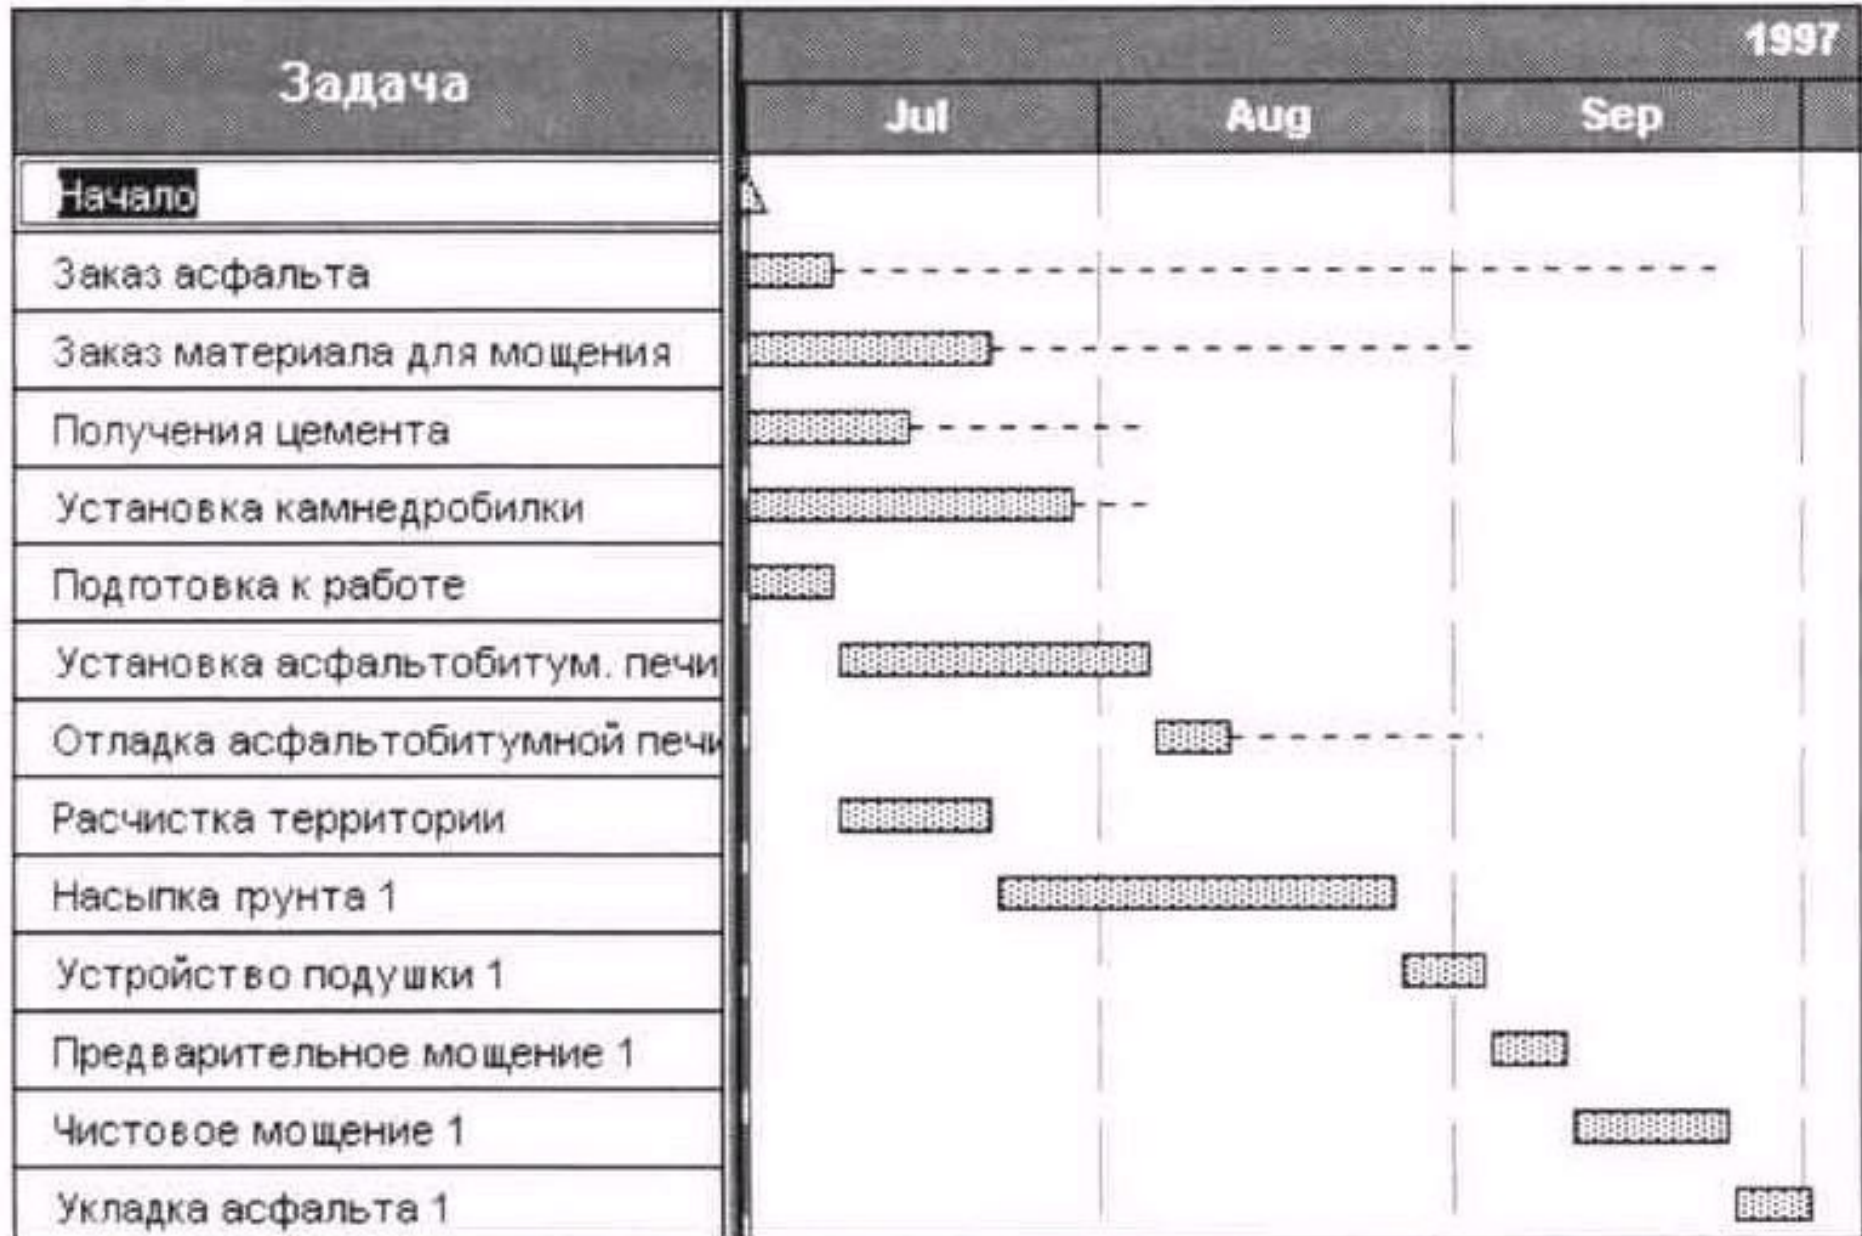 Задача
1997
Jul Aug Sep
Начало
Заказ асфальта
Заказ материала для мощения
Получения цемента
Установка камнедробилки
Подготовка к работе
Установка асфальтобитум. печи
Отладка асфальтобитумной печи
Расчистка территории
Насыпка грунта 1
Устройство подушки 1
Предварительное мощение 1
Чистовое мощение 1
Укладка асфальта 1